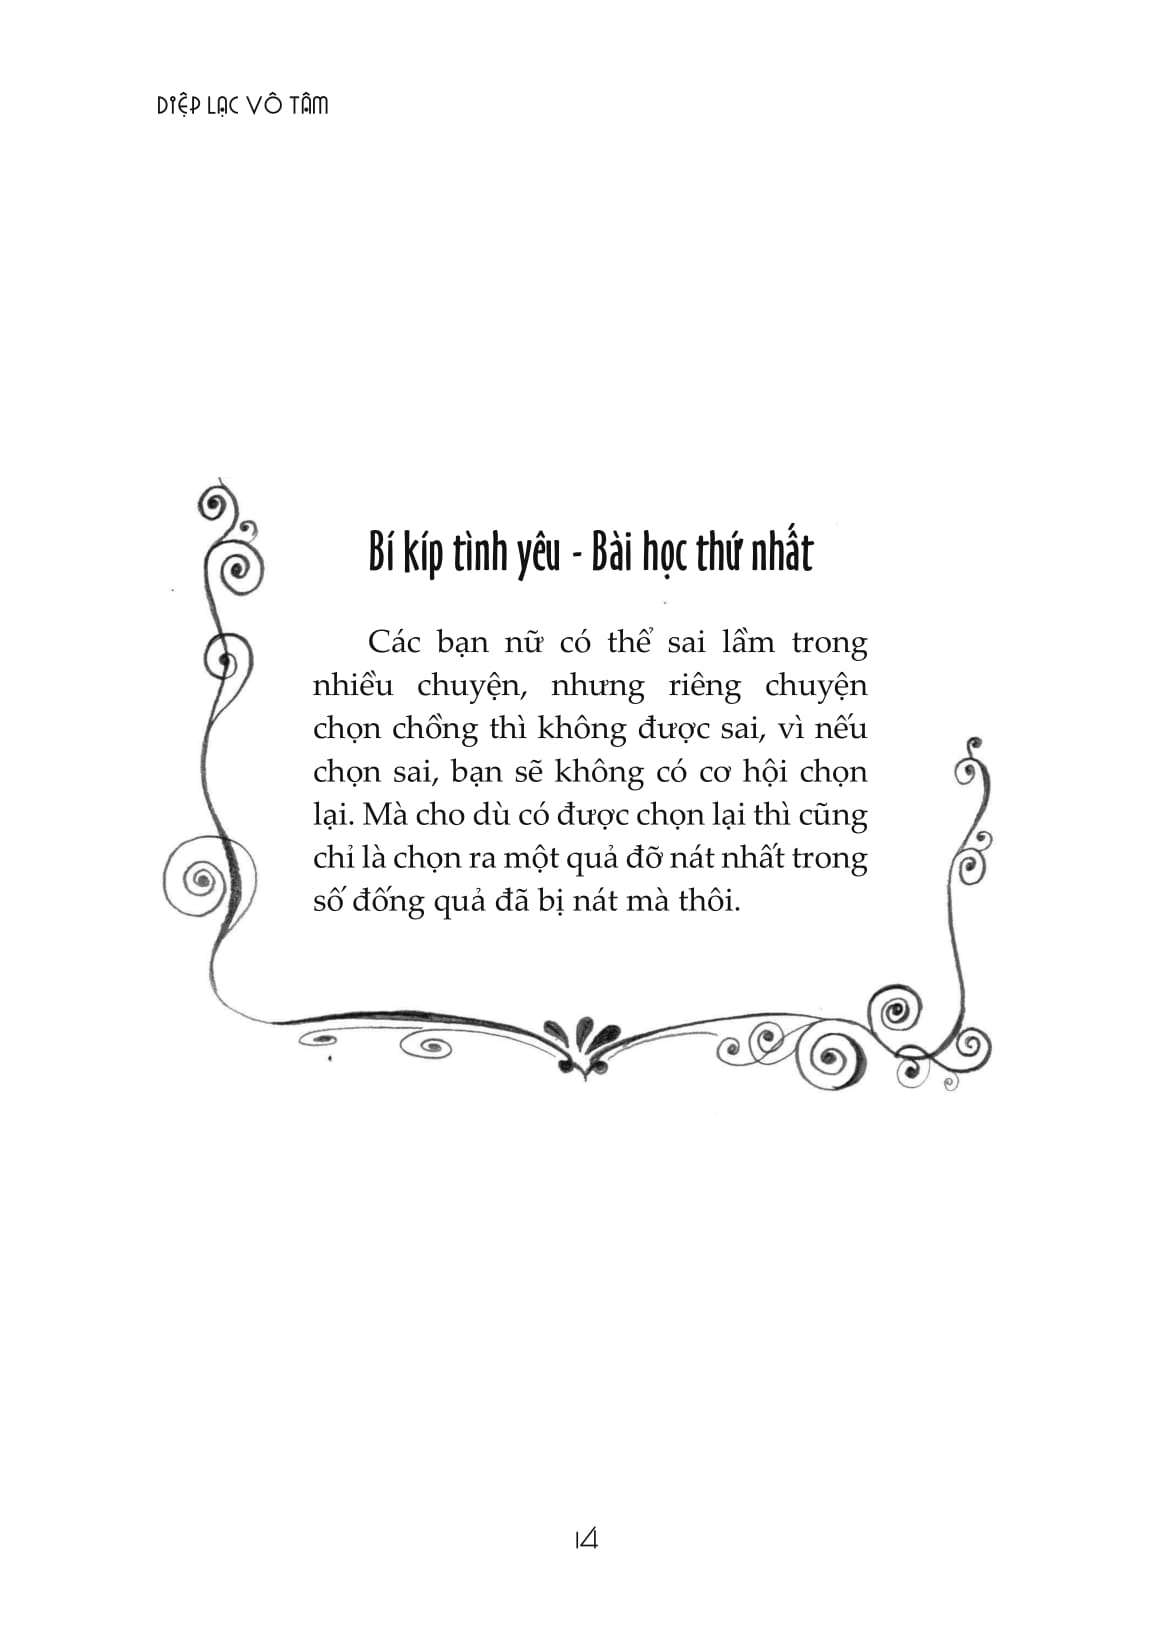 DIỆP LẠC VÔ TÂM
Bí kíp tình yêu - Bài học thứ nhất
Các bạn nữ có thể sai lầm trong
nhiều chuyện, nhưng riêng chuyện
chọn chồng thì không được sai, vì nếu
chọn sai, bạn sẽ không có cơ hội chọn
lại. Mà cho dù có được chọn lại thì cũng
chỉ là chọn ra một quả đỡ nát nhất trong
số đống quả đã bị nát mà thôi.
14